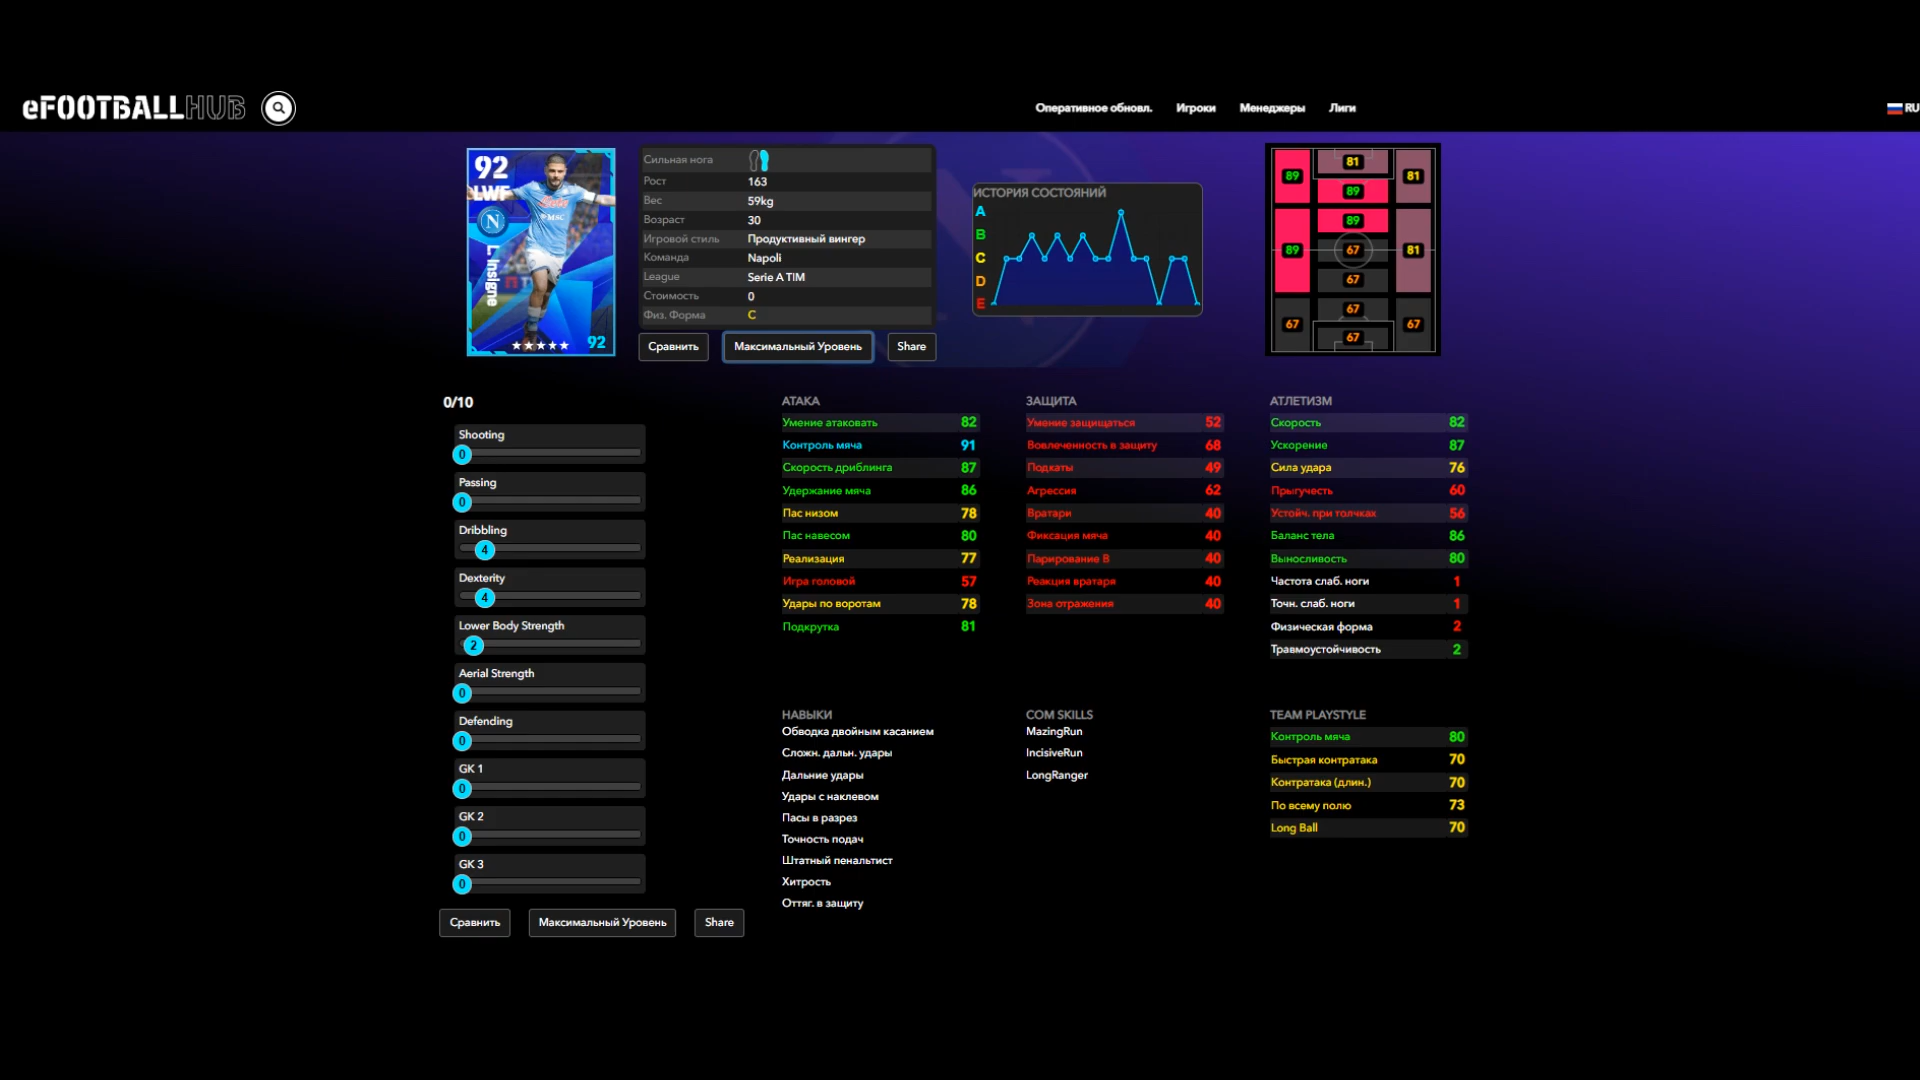 eFOOTBALLHUB
Оперативное обновл. Игроки Менеджеры Лиги
RU
92
LWF
N
L. Insigne
MSC
92
Сильная нога
Рост 163
Вес 59kg
Возраст 30
Игровой стиль Продуктивный вингер
Команда Napoli
League Serie A TIM
Стоимость 0
Физ. Форма C
Сравнить Максимальный Уровень Share
ИСТОРИЯ СОСТОЯНИЙ
A
B
C
D
E
81
89 81
89
89
89 67 81
67
67
67 67
67
0/10
Shooting
0
Passing
0
Dribbling
4
Dexterity
4
Lower Body Strength
2
Aerial Strength
0
Defending
0
GK 1
0
GK 2
0
GK 3
0
Сравнить Максимальный Уровень Share
АТАКА
Умение атаковать 82
Контроль мяча 91
Скорость дриблинга 87
Удержание мяча 86
Пас низом 78
Пас навесом 80
Реализация 77
Игра головой 57
Удары по воротам 78
Подкрутка 81
ЗАЩИТА
Умение защищаться 52
Вовлеченность в защиту 68
Подкаты 49
Агрессия 62
Вратари 40
Фиксация мяча 40
Парирование В 40
Реакция вратаря 40
Зона отражения 40
АТЛЕТИЗМ
Скорость 82
Ускорение 87
Сила удара 76
Прыгучесть 60
Устойч. при толчках 56
Баланс тела 86
Выносливость 80
Частота слаб. ноги 1
Точн. слаб. ноги 1
Физическая форма 2
Травмоустойчивость 2
НАВЫКИ
Обводка двойным касанием
Сложн. дальн. удары
Дальние удары
Удары с наклевом
Пасы в разрез
Точность подач
Штатный пенальтист
Хитрость
Оттяг. в защиту
COM SKILLS
MazingRun
IncisiveRun
LongRanger
TEAM PLAYSTYLE
Контроль мяча 80
Быстрая контратака 70
Контратака (длин.) 70
По всему полю 73
Long Ball 70